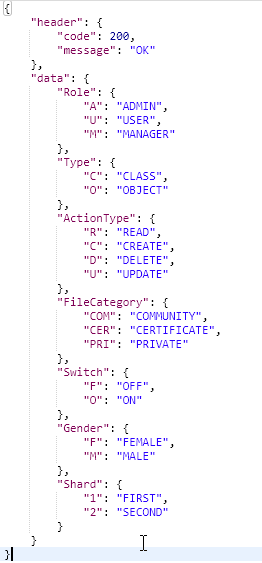 {
    "header": {
        "code": 200,
        "message": "OK"
    },
    "data": {
        "Role": {
            "A": "ADMIN",
            "U": "USER",
            "M": "MANAGER"
        },
        "Type": {
            "C": "CLASS",
            "O": "OBJECT"
        },
        "ActionType": {
            "R": "READ",
            "C": "CREATE",
            "D": "DELETE",
            "U": "UPDATE"
        },
        "FileCategory": {
            "COM": "COMMUNITY",
            "CER": "CERTIFICATE",
            "PRI": "PRIVATE"
        },
        "Switch": {
            "F": "OFF",
            "O": "ON"
        },
        "Gender": {
            "F": "FEMALE",
            "M": "MALE"
        },
        "Shard": {
            "1": "FIRST",
            "2": "SECOND"
        }
    }
}